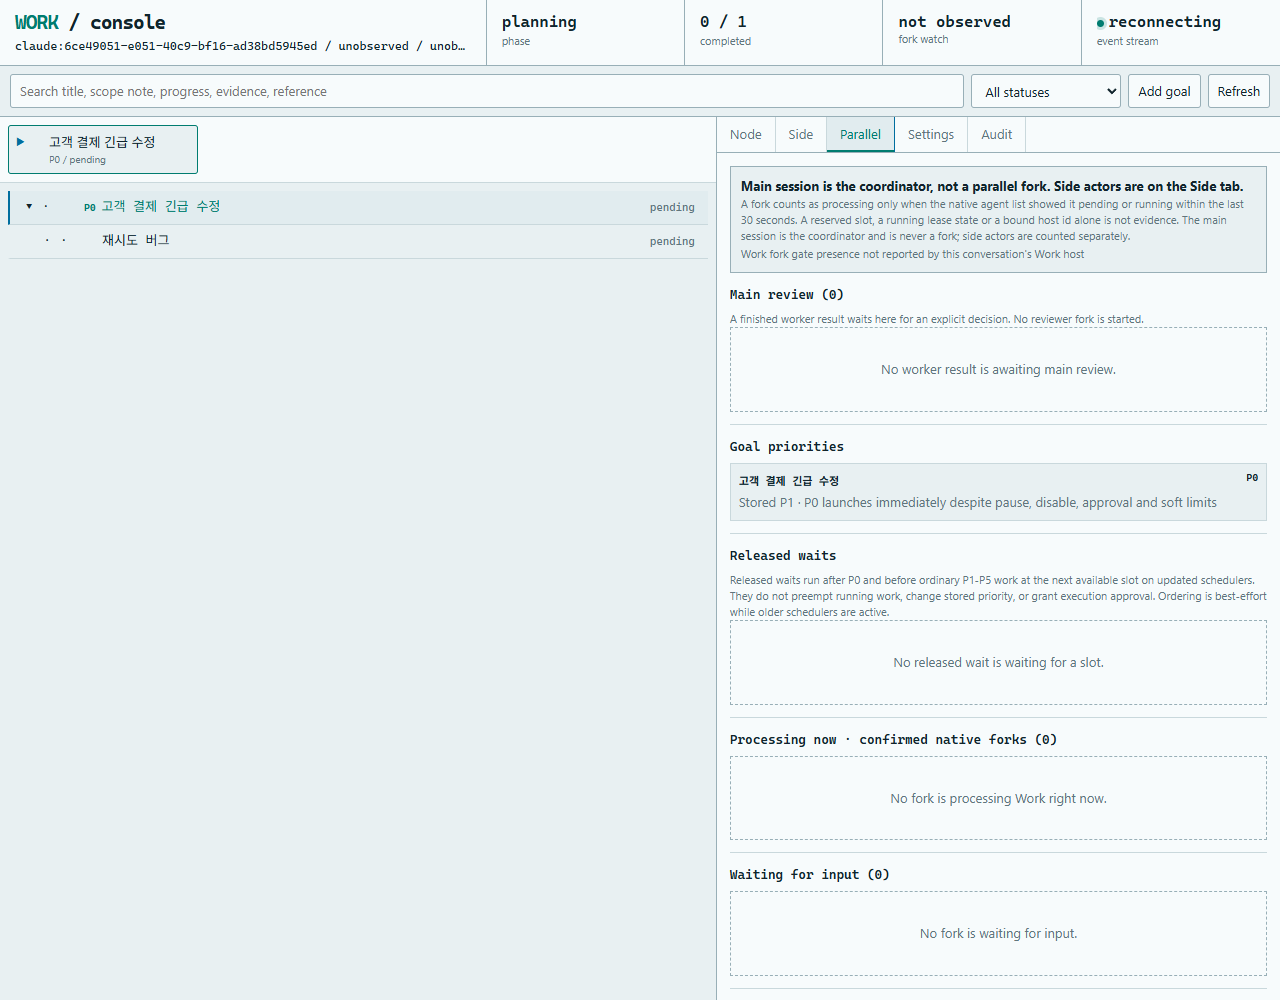 WORK / console
claude:6ce49051-e051-40c9-bf16-ad38bd5945ed / unobserved / unob…
planning
phase
0 / 1
completed
not observed
fork watch
reconnecting
event stream
Search title, scope note, progress, evidence, reference
All statuses
Add goal
Refresh
고객 결제 긴급 수정
P0 / pending
P0 고객 결제 긴급 수정
pending
재시도 버그
pending
Node
Side
Parallel
Settings
Audit
Main session is the coordinator, not a parallel fork. Side actors are on the Side tab.
A fork counts as processing only when the native agent list showed it pending or running within the last
30 seconds. A reserved slot, a running lease state or a bound host id alone is not evidence. The main
session is the coordinator and is never a fork; side actors are counted separately.
Work fork gate presence not reported by this conversation's Work host
Main review (0)
A finished worker result waits here for an explicit decision. No reviewer fork is started.
No worker result is awaiting main review.
Goal priorities
고객 결제 긴급 수정
P0
Stored P1 · P0 launches immediately despite pause, disable, approval and soft limits
Released waits
Released waits run after P0 and before ordinary P1-P5 work at the next available slot on updated schedulers.
They do not preempt running work, change stored priority, or grant execution approval. Ordering is best-effort
while older schedulers are active.
No released wait is waiting for a slot.
Processing now · confirmed native forks (0)
No fork is processing Work right now.
Waiting for input (0)
No fork is waiting for input.